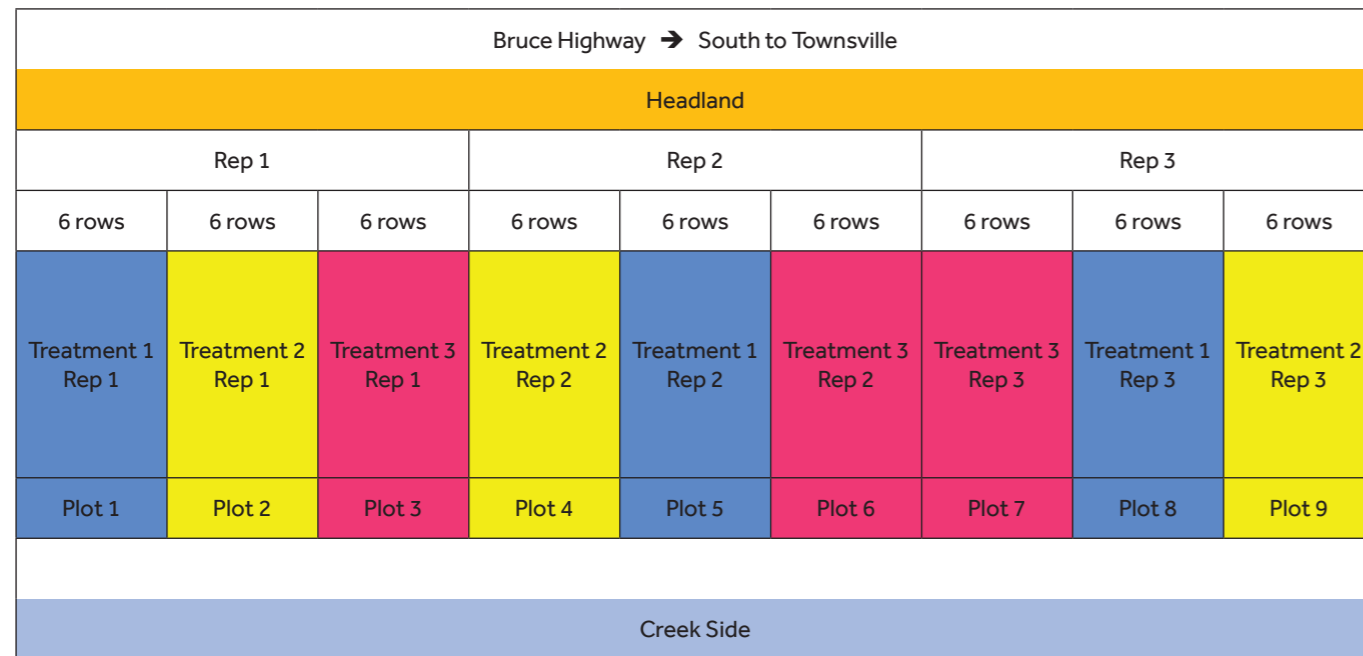 Bruce Highway ➔ South to Townsville
Headland
Rep 1 Rep 2 Rep 3
6 rows 6 rows 6 rows 6 rows 6 rows 6 rows 6 rows 6 rows 6 rows
Treatment 1 Treatment 2 Treatment 3 Treatment 2 Treatment 1 Treatment 3 Treatment 3 Treatment 1 Treatment 2
Rep 1 Rep 1 Rep 1 Rep 2 Rep 2 Rep 2 Rep 3 Rep 3 Rep 3
Plot 1 Plot 2 Plot 3 Plot 4 Plot 5 Plot 6 Plot 7 Plot 8 Plot 9
Creek Side